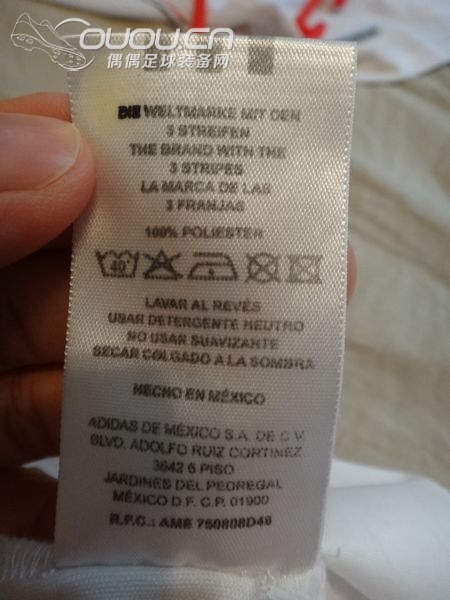 OUOU.CN
偶偶足球装备网
DIE WELTMARKE MIT DEN
3 STREIFEN
THE BRAND WITH THE
3 STRIPES
LA MARCA DE LAS
3 FRANJAS
100% POLIESTER
40°
LAVAR AL REVÉS
USAR DETERGENTE NEUTRO
NO USAR SUAVIZANTE
SECAR COLGADO A LA SOMBRA
HECHO EN MÉXICO
ADIDAS DE MÉXICO S.A. DE C.V.
BLVD. ADOLFO RUIZ CORTINEZ
3642 6 PISO
JARDINES DEL PEDREGAL
MÉXICO D.F. C.P. 01900
R.F.C.: AME 750808D48